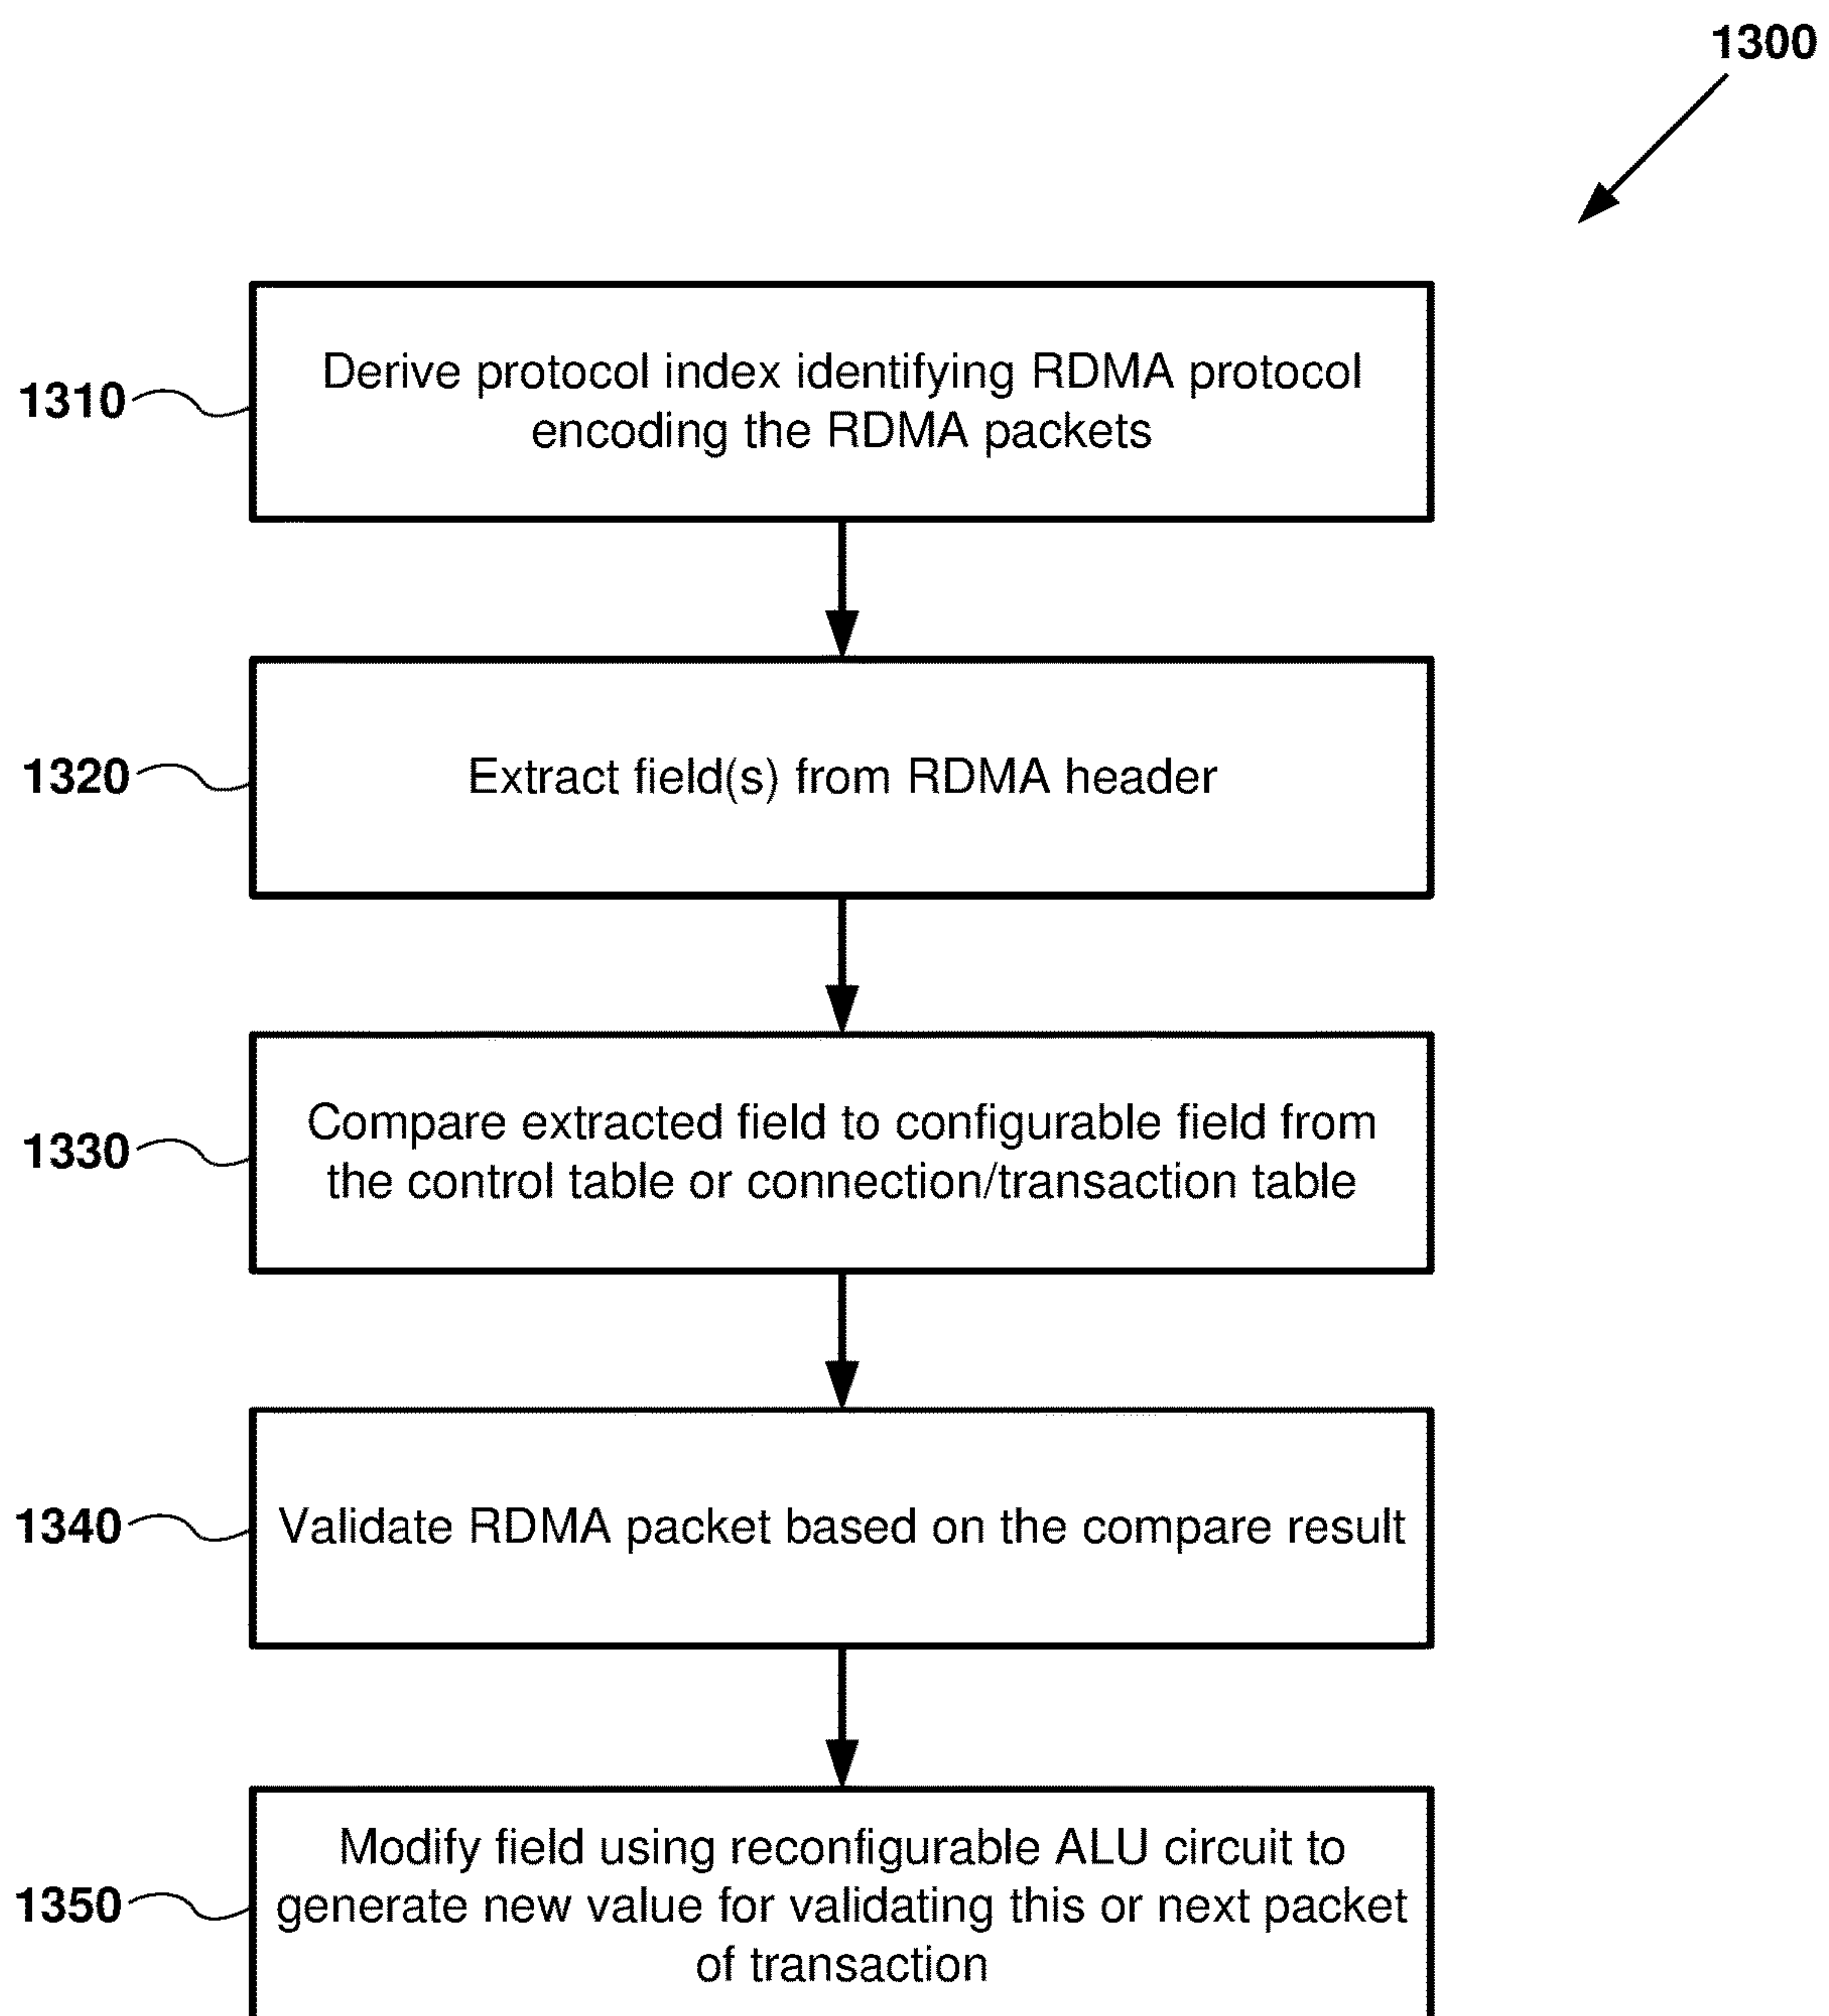 1300
1310
Derive protocol index identifying RDMA protocol
encoding the RDMA packets
1320
Extract field(s) from RDMA header
1330
Compare extracted field to configurable field from
the control table or connection/transaction table
1340
Validate RDMA packet based on the compare result
1350
Modify field using reconfigurable ALU circuit to
generate new value for validating this or next packet
of transaction